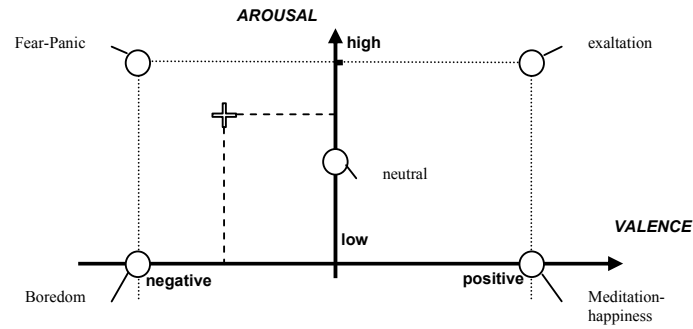 AROUSAL
Fear-Panic
high
exaltation
neutral
low
VALENCE
negative
positive
Boredom
Meditation-
happiness